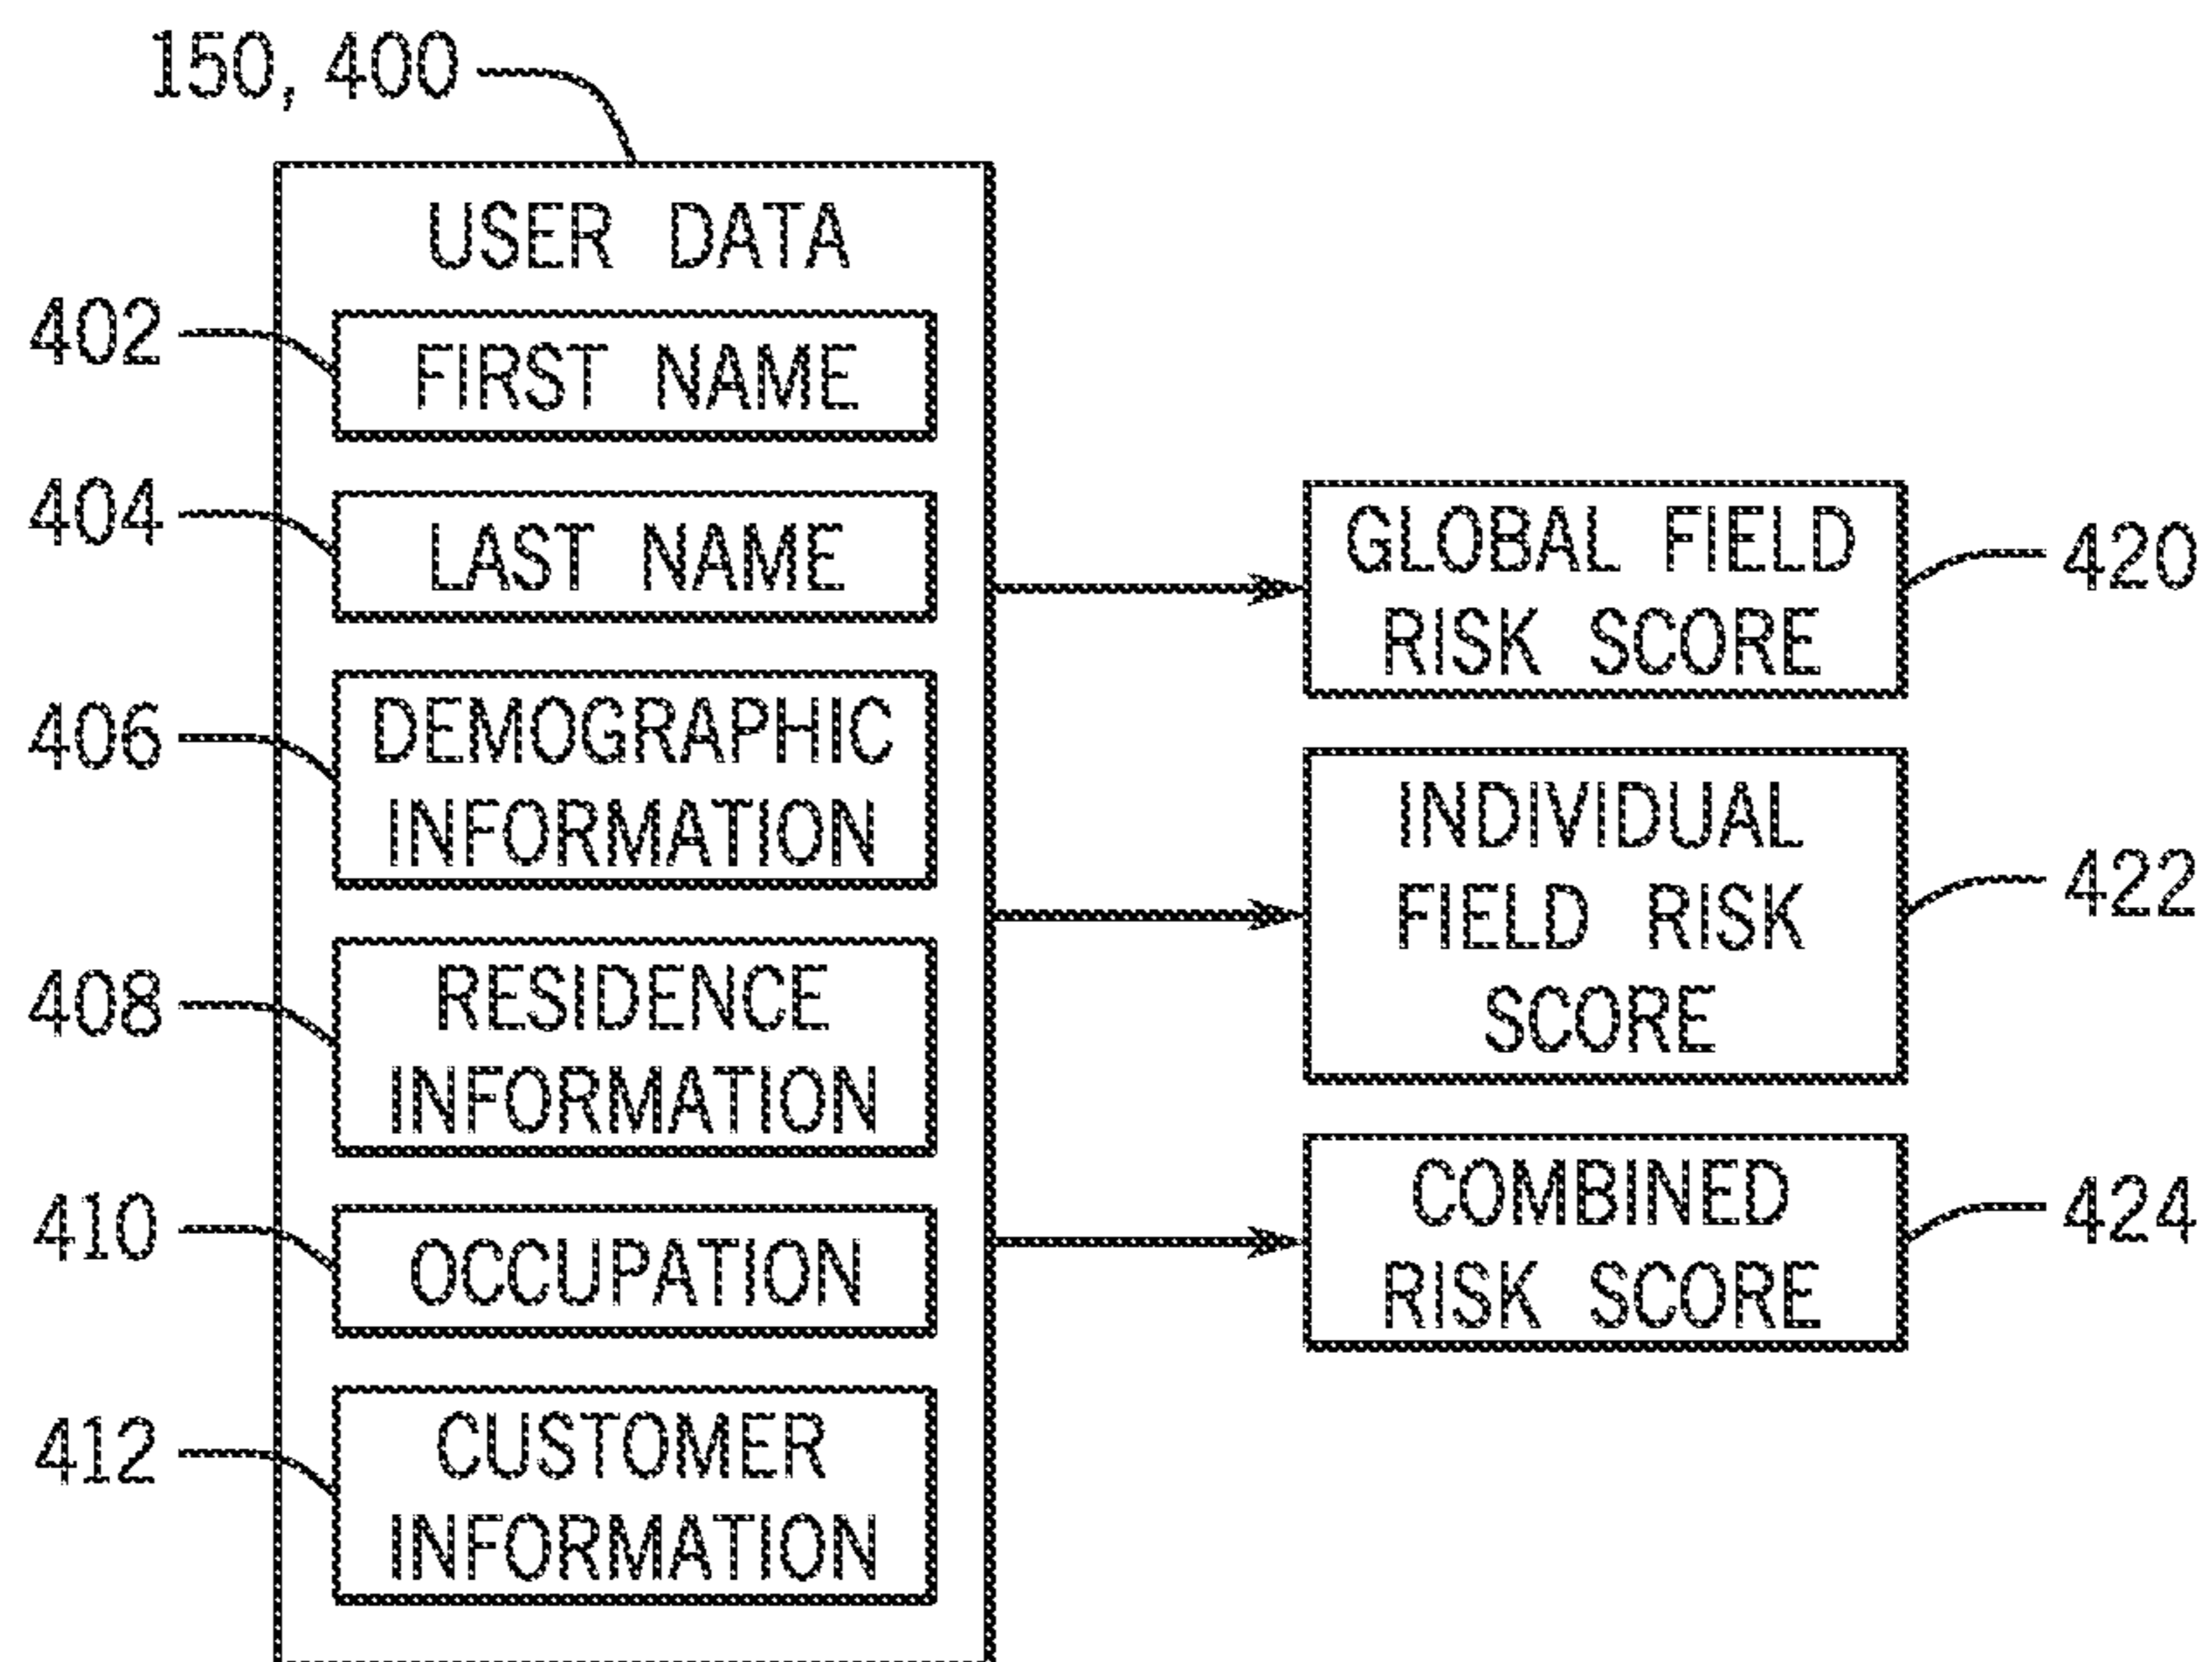 150, 400
USER DATA
402
FIRST NAME
404
LAST NAME
406
DEMOGRAPHIC
INFORMATION
408
RESIDENCE
INFORMATION
410
OCCUPATION
412
CUSTOMER
INFORMATION
GLOBAL FIELD
RISK SCORE
420
INDIVIDUAL
FIELD RISK
SCORE
422
COMBINED
RISK SCORE
424